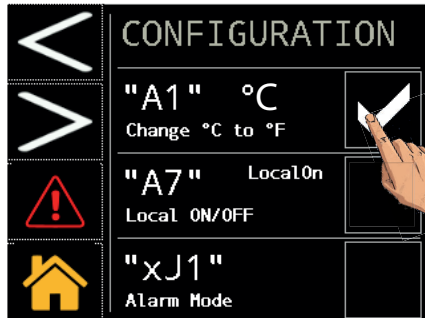 CONFIGURATION
"A1" °C
Change °C to °F
"A7" LocalOn
Local ON/OFF
"xJ1"
Alarm Mode